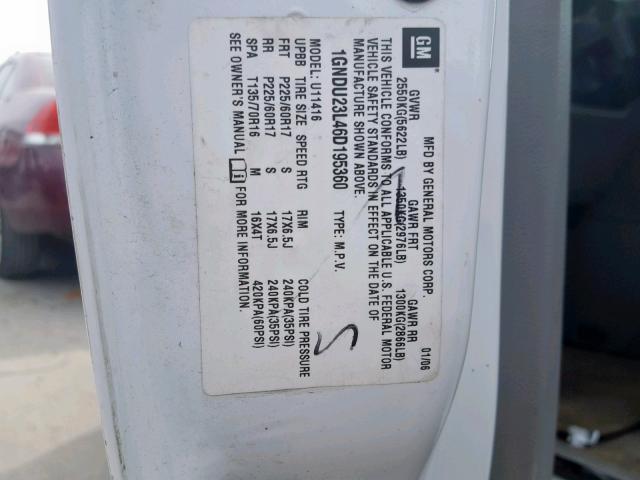 GM
MFD BY GENERAL MOTORS CORP. 01/06
GVWR GAWR FRT GAWR RR
2550KG(5622LB) 1350KG(2976LB) 1300KG(2866LB)
THIS VEHICLE CONFORMS TO ALL APPLICABLE U.S. FEDERAL MOTOR
VEHICLE SAFETY STANDARDS IN EFFECT ON THE DATE OF
MANUFACTURE SHOWN ABOVE.
1GNDU23L46D195360 TYPE: M.P.V.
MODEL: U11416
UPBB TIRE SIZE SPEED RTG RIM COLD TIRE PRESSURE
FRT P225/60R17 S 17X6.5J 240KPA(35PSI)
RR P225/60R17 S 17X6.5J 240KPA(35PSI)
SPA T135/70R16 M 16X4T 420KPA(60PSI)
SEE OWNER'S MANUAL FOR MORE INFORMATION.